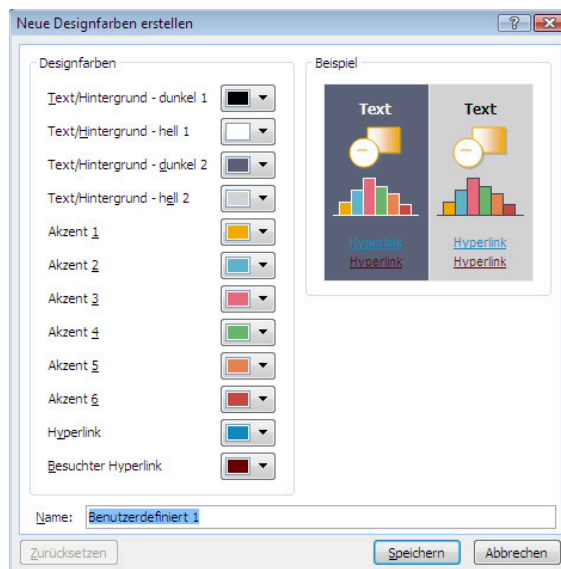 Neue Designfarben erstellen
Designfarben
Text/Hintergrund - dunkel 1
Text/Hintergrund - hell 1
Text/Hintergrund - dunkel 2
Text/Hintergrund - hell 2
Akzent 1
Akzent 2
Akzent 3
Akzent 4
Akzent 5
Akzent 6
Hyperlink
Besuchter Hyperlink
Beispiel
Text Text
Hyperlink Hyperlink
Hyperlink Hyperlink
Name: Benutzerdefiniert 1
Zurücksetzen Speichern Abbrechen